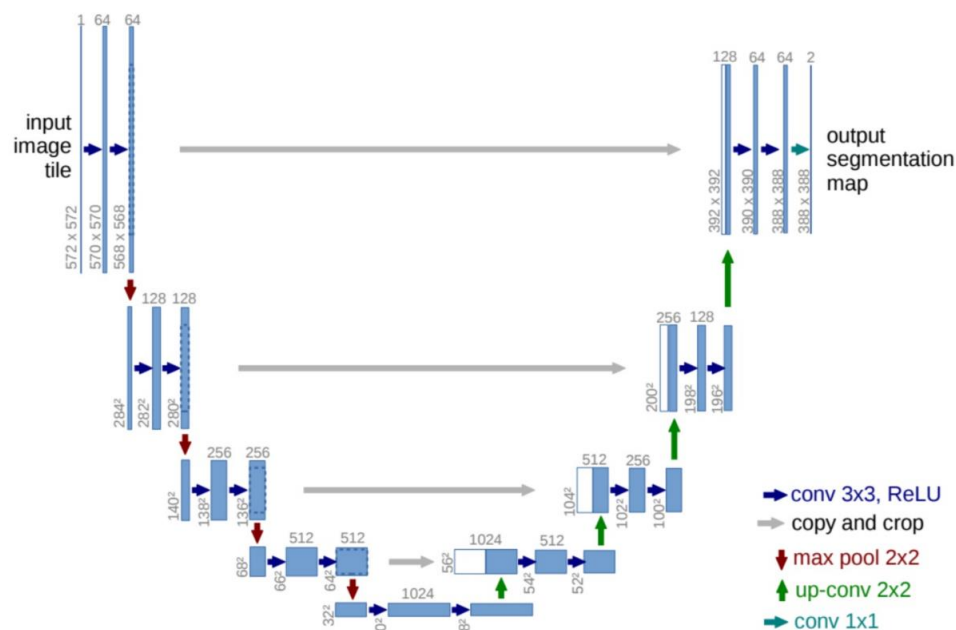 1 64 64
128 64 64 2
input
image
tile
output
segmentation
map
572 x 572
570 x 570
568 x 568
392 x 392
390 x 390
388 x 388
388 x 388
128 128
256 128
284²
282²
280²
200²
198²
196²
256 256
512 256
140²
138²
136²
104²
102²
100²
512 512
1024 512
68²
66²
64²
56²
54²
52²
1024
32²
conv 3x3, ReLU
copy and crop
max pool 2x2
up-conv 2x2
conv 1x1